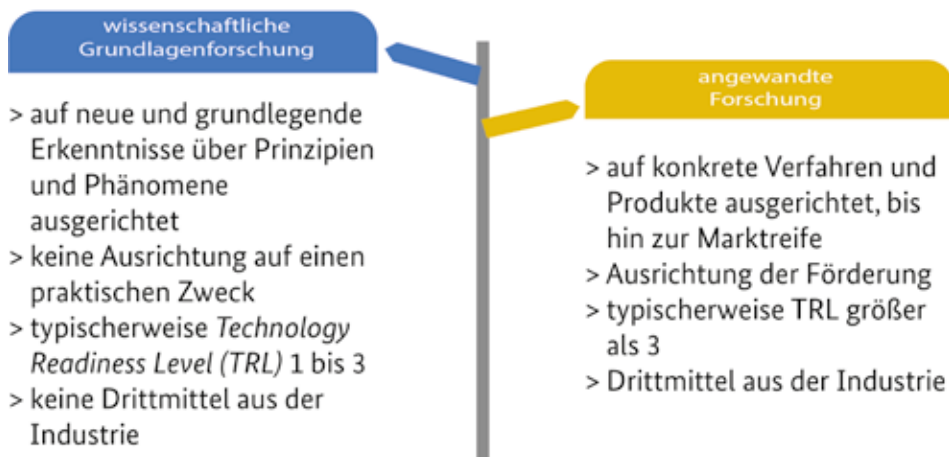 wissenschaftliche
Grundlagenforschung
> auf neue und grundlegende
Erkenntnisse über Prinzipien
und Phänomene
ausgerichtet
> keine Ausrichtung auf einen
praktischen Zweck
> typischerweise Technology
Readiness Level (TRL) 1 bis 3
> keine Drittmittel aus der
Industrie
angewandte
Forschung
> auf konkrete Verfahren und
Produkte ausgerichtet, bis
hin zur Marktreife
> Ausrichtung der Förderung
> typischerweise TRL größer
als 3
> Drittmittel aus der Industrie